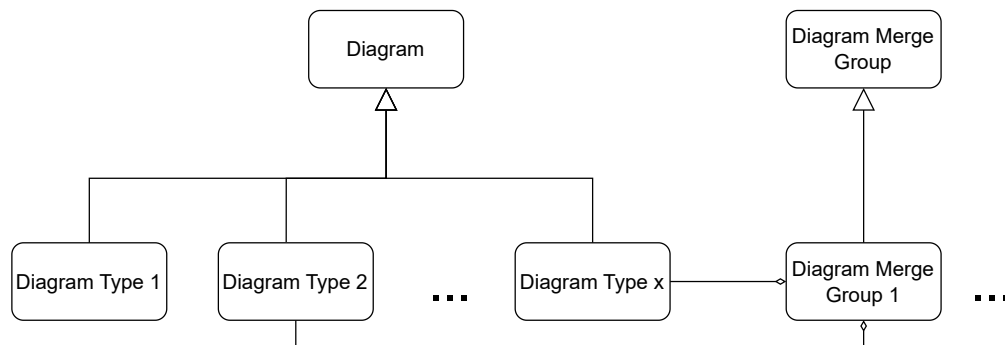 Diagram
Diagram Merge
Group
Diagram Type 1
Diagram Type 2
...
Diagram Type x
Diagram Merge
Group 1
...